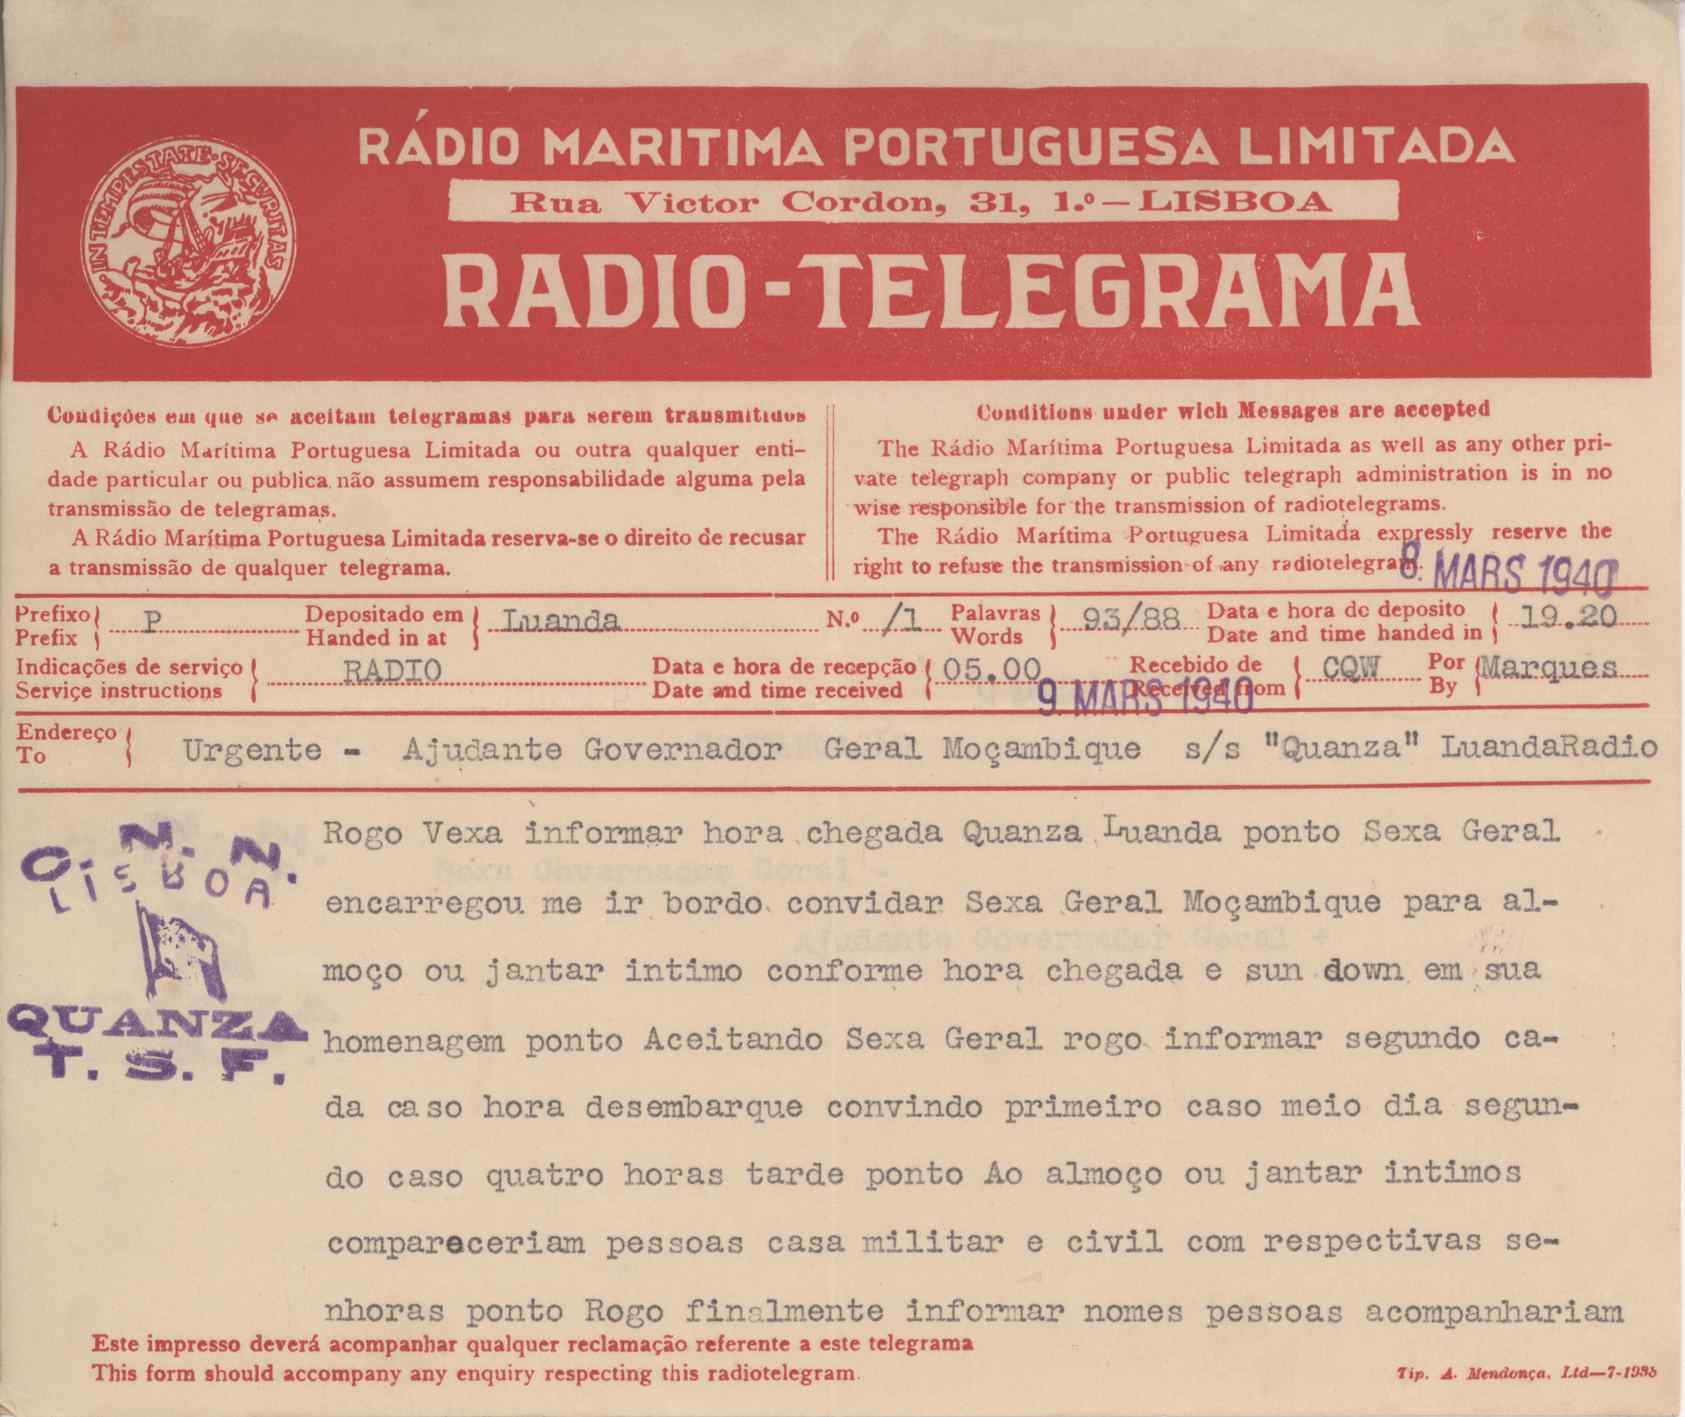 RÁDIO MARITIMA PORTUGUESA LIMITADA
Rua Victor Cordon, 31, 1.º — LISBOA
RADIO-TELEGRAMA
IN TEMPESTATE SECVRITAS
Condições em que se aceitam telegramas para serem transmitidos
A Rádio Marítima Portuguesa Limitada ou outra qualquer enti-
dade particular ou publica não assumem responsabilidade alguma pela
transmissão de telegramas.
A Rádio Marítima Portuguesa Limitada reserva-se o direito de recusar
a transmissão de qualquer telegrama.
Conditions under wich Messages are accepted
The Rádio Marítima Portuguesa Limitada as well as any other pri-
vate telegraph company or public telegraph administration is in no
wise responsible for the transmission of radiotelegrams.
The Rádio Marítima Portuguesa Limitada expressly reserve the
right to refuse the transmission of any radiotelegram.
8 MARS 1940
Prefixo P Depositado em Luanda N.º /1 Palavras 93/88 Data e hora de deposito 19.20
Prefix Handed in at Words Date and time handed in
Indicações de serviço RADIO Data e hora de recepção 05.00 Recebido de CQW Por Marques
Service instructions Date and time received Received from By
9 MARS 1940
Endereço
To
Urgente - Ajudante Governador Geral Moçambique s/s "Quanza" LuandaRadio
C. N. N.
LISBOA
QUANZA
T. S. F.
Rogo Vexa informar hora chegada Quanza Luanda ponto Sexa Geral
encarregou me ir bordo convidar Sexa Geral Moçambique para al-
moço ou jantar intimo conforme hora chegada e sun down em sua
homenagem ponto Aceitando Sexa Geral rogo informar segundo ca-
da caso hora desembarque convindo primeiro caso meio dia segun-
do caso quatro horas tarde ponto Ao almoço ou jantar intimos
compareceriam pessoas casa militar e civil com respectivas se-
nhoras ponto Rogo finalmente informar nomes pessoas acompanhariam
Este impresso deverá acompanhar qualquer reclamação referente a este telegrama
This form should accompany any enquiry respecting this radiotelegram.
Tip. A. Mendonça, Ltd—7-1938